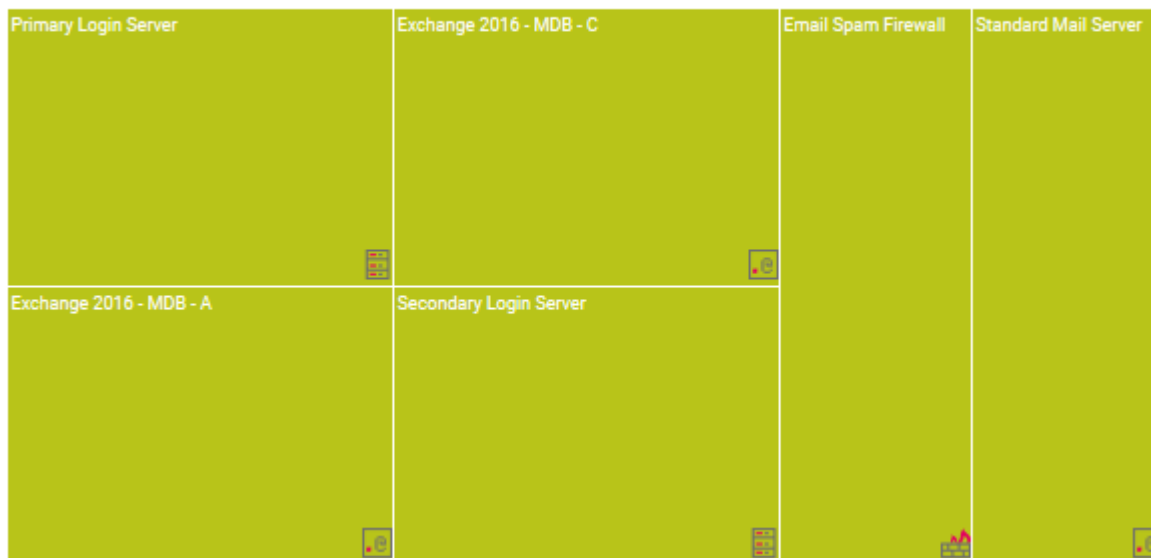 Primary Login Server
Exchange 2016 - MDB - C
Email Spam Firewall
Standard Mail Server
Exchange 2016 - MDB - A
Secondary Login Server